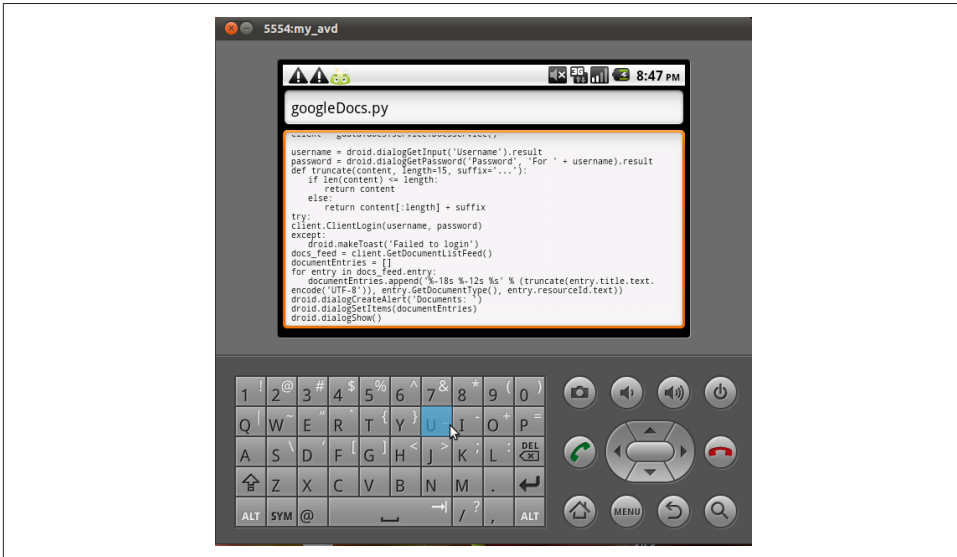 5554:my_avd
3G 8:47 PM
googleDocs.py
username = droid.dialogGetInput('Username').result
password = droid.dialogGetPassword('Password', 'For ' + username).result
def truncate(content, length=15, suffix='...'):
if len(content) <= length:
return content
else:
return content[:length] + suffix
try:
client.ClientLogin(username, password)
except:
droid.makeToast('Failed to login')
docs_feed = client.GetDocumentListFeed()
documentEntries = []
for entry in docs_feed.entry:
documentEntries.append('%-18s %-12s %s' % (truncate(entry.title.text.
encode('UTF-8')), entry.GetDocumentType(), entry.resourceId.text))
droid.dialogCreateAlert('Documents: ')
droid.dialogSetItems(documentEntries)
droid.dialogShow()
1 ! 2 @ 3 # 4 $ 5 % 6 ^ 7 & 8 * 9 ( 0 )
Q | W ~ E " R ` T { Y } U _ I - O + P =
A S \ D ' F [ G ] H < J > K ; L : DEL
Z X C V B N M .
ALT SYM @ / ? , ALT
MENU